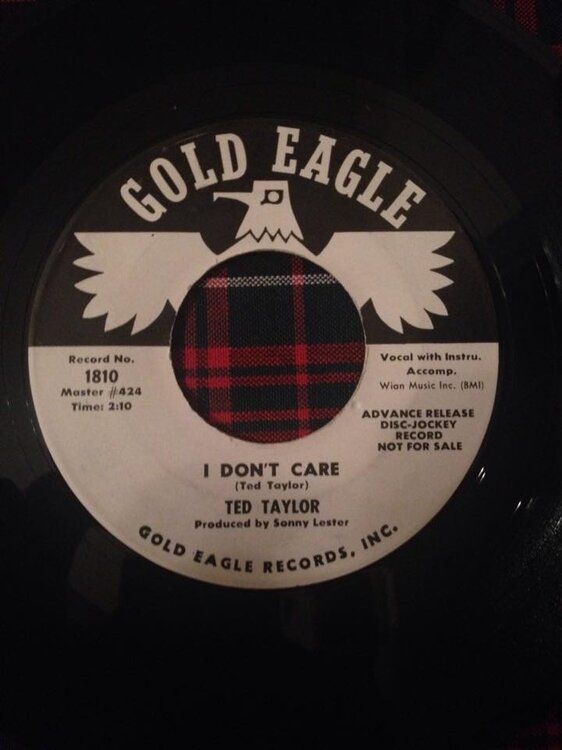 GOLD EAGLE
Record No.
1810
Master #424
Time: 2:10
Vocal with Instru.
Accomp.
Wian Music Inc. (BMI)
ADVANCE RELEASE
DISC-JOCKEY
RECORD
NOT FOR SALE
I DON'T CARE
(Ted Taylor)
TED TAYLOR
Produced by Sonny Lester
GOLD EAGLE RECORDS, INC.